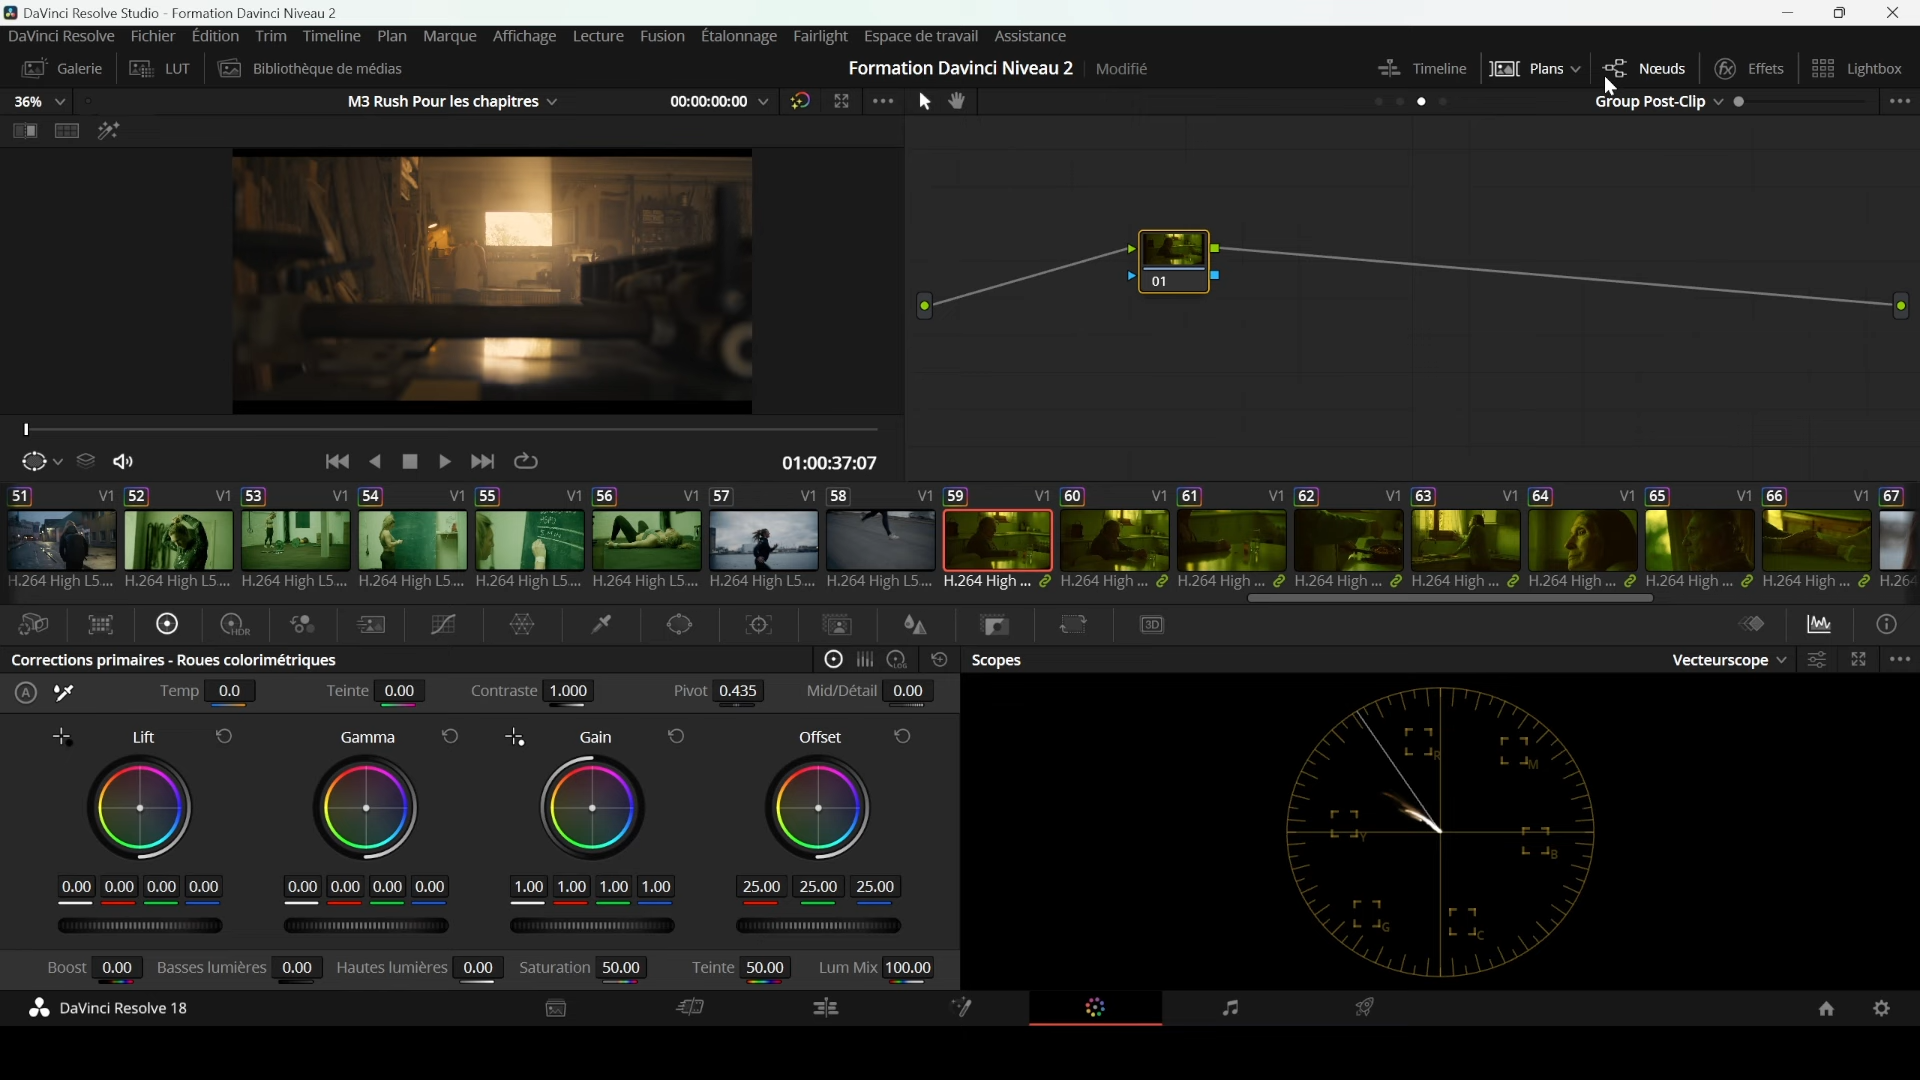 DaVinci Resolve Studio - Formation Davinci Niveau 2
DaVinci Resolve Fichier Édition Trim Timeline Plan Marque Affichage Lecture Fusion Étalonnage Fairlight Espace de travail Assistance
Galerie LUT Bibliothèque de médias Formation Davinci Niveau 2 Modifié Timeline Plans Nœuds Effets Lightbox
36% M3 Rush Pour les chapitres 00:00:00:00 Group Post-Clip
01
01:00:37:07
51 V1 52 V1 53 V1 54 V1 55 V1 56 V1 57 V1 58 V1 59 V1 60 V1 61 V1 62 V1 63 V1 64 V1 65 V1 66 V1 67
H.264 High L5... H.264 High L5... H.264 High L5... H.264 High L5... H.264 High L5... H.264 High L5... H.264 High L5... H.264 High L5... H.264 High ... H.264 High ... H.264 High ... H.264 High ... H.264 High ... H.264 High ... H.264 High ... H.264 High ... H.264
HDR 3D
Corrections primaires - Roues colorimétriques LOG Scopes Vecteurscope
A Temp 0.0 Teinte 0.00 Contraste 1.000 Pivot 0.435 Mid/Détail 0.00
Lift Gamma Gain Offset
R M
Y B
G C
0.00 0.00 0.00 0.00 0.00 0.00 0.00 0.00 1.00 1.00 1.00 1.00 25.00 25.00 25.00
Boost 0.00 Basses lumières 0.00 Hautes lumières 0.00 Saturation 50.00 Teinte 50.00 Lum Mix 100.00
DaVinci Resolve 18